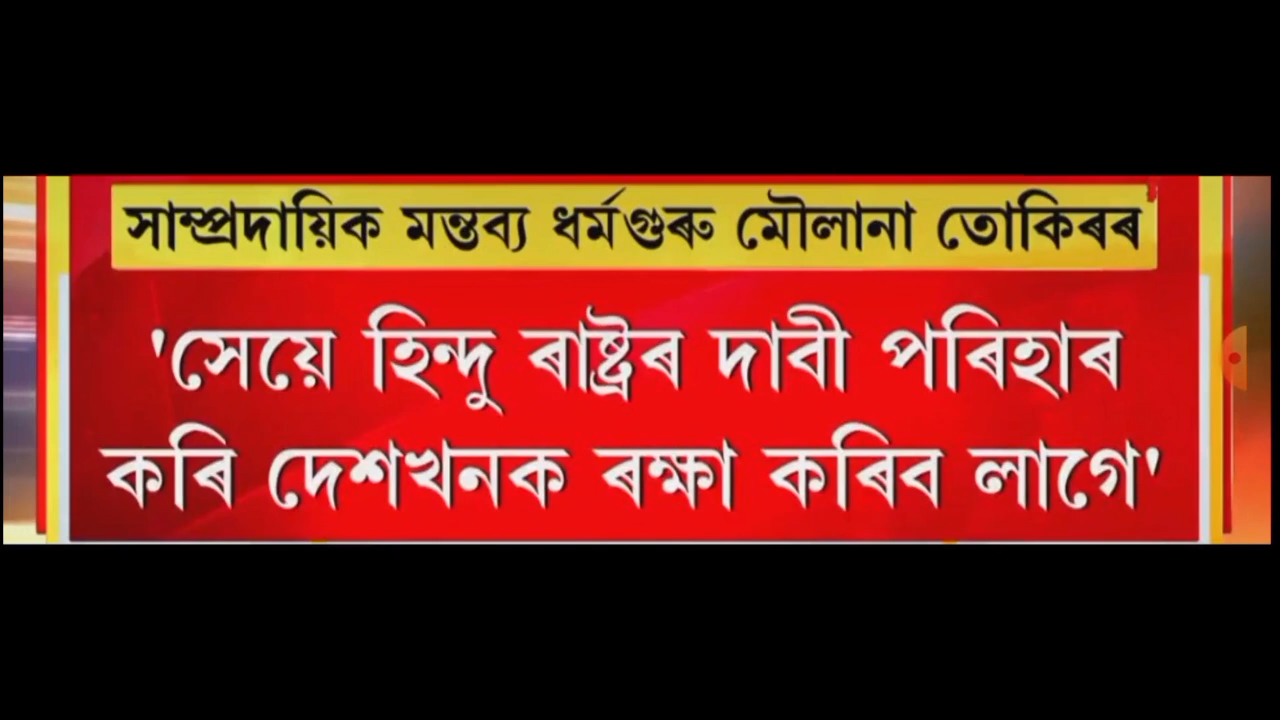 সাম্প্ৰদায়িক মন্তব্য ধৰ্মগুৰু মৌলানা তোকিৰৰ
'সেয়ে হিন্দু ৰাষ্ট্ৰৰ দাবী পৰিহাৰ
কৰি দেশখনক ৰক্ষা কৰিব লাগে'